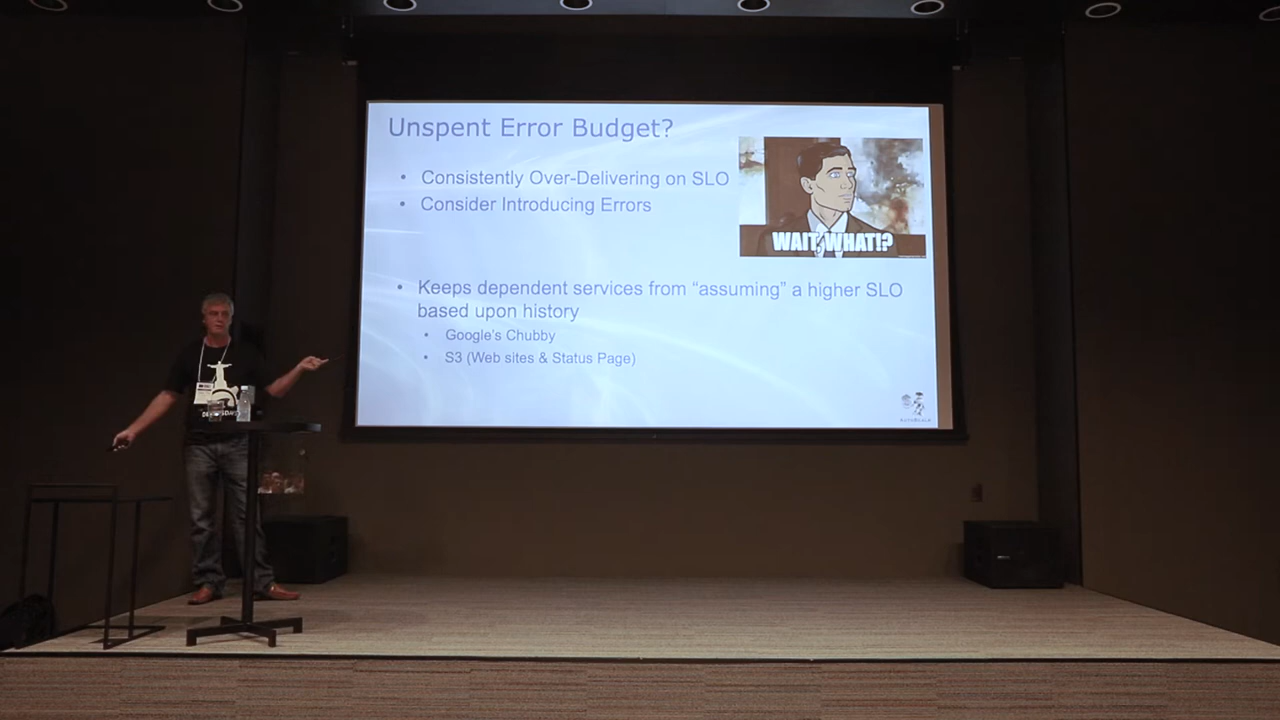 Unspent Error Budget?
• Consistently Over-Delivering on SLO
• Consider Introducing Errors
WAIT WHAT!?
• Keeps dependent services from “assuming” a higher SLO
based upon history
• Google's Chubby
• S3 (Web sites & Status Page)